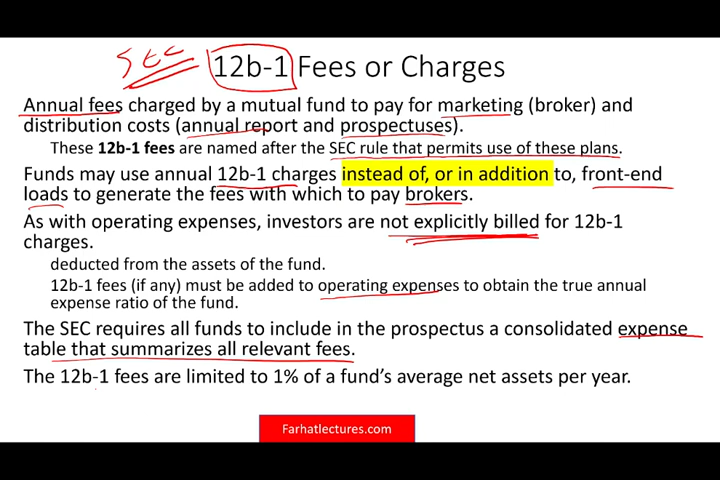 SEC
12b-1 Fees or Charges
Annual fees charged by a mutual fund to pay for marketing (broker) and
distribution costs (annual report and prospectuses).
These 12b-1 fees are named after the SEC rule that permits use of these plans.
Funds may use annual 12b-1 charges instead of, or in addition to, front-end
loads to generate the fees with which to pay brokers.
As with operating expenses, investors are not explicitly billed for 12b-1
charges.
deducted from the assets of the fund.
12b-1 fees (if any) must be added to operating expenses to obtain the true annual
expense ratio of the fund.
The SEC requires all funds to include in the prospectus a consolidated expense
table that summarizes all relevant fees.
The 12b-1 fees are limited to 1% of a fund's average net assets per year.
Farhatlectures.com